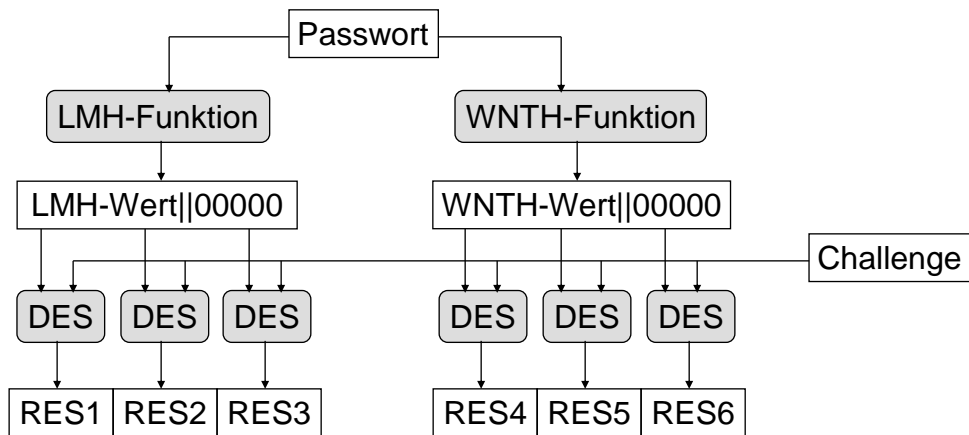 Passwort
LMH-Funktion WNTH-Funktion
LMH-Wert||00000 WNTH-Wert||00000
Challenge
DES DES DES DES DES DES
RES1 RES2 RES3 RES4 RES5 RES6